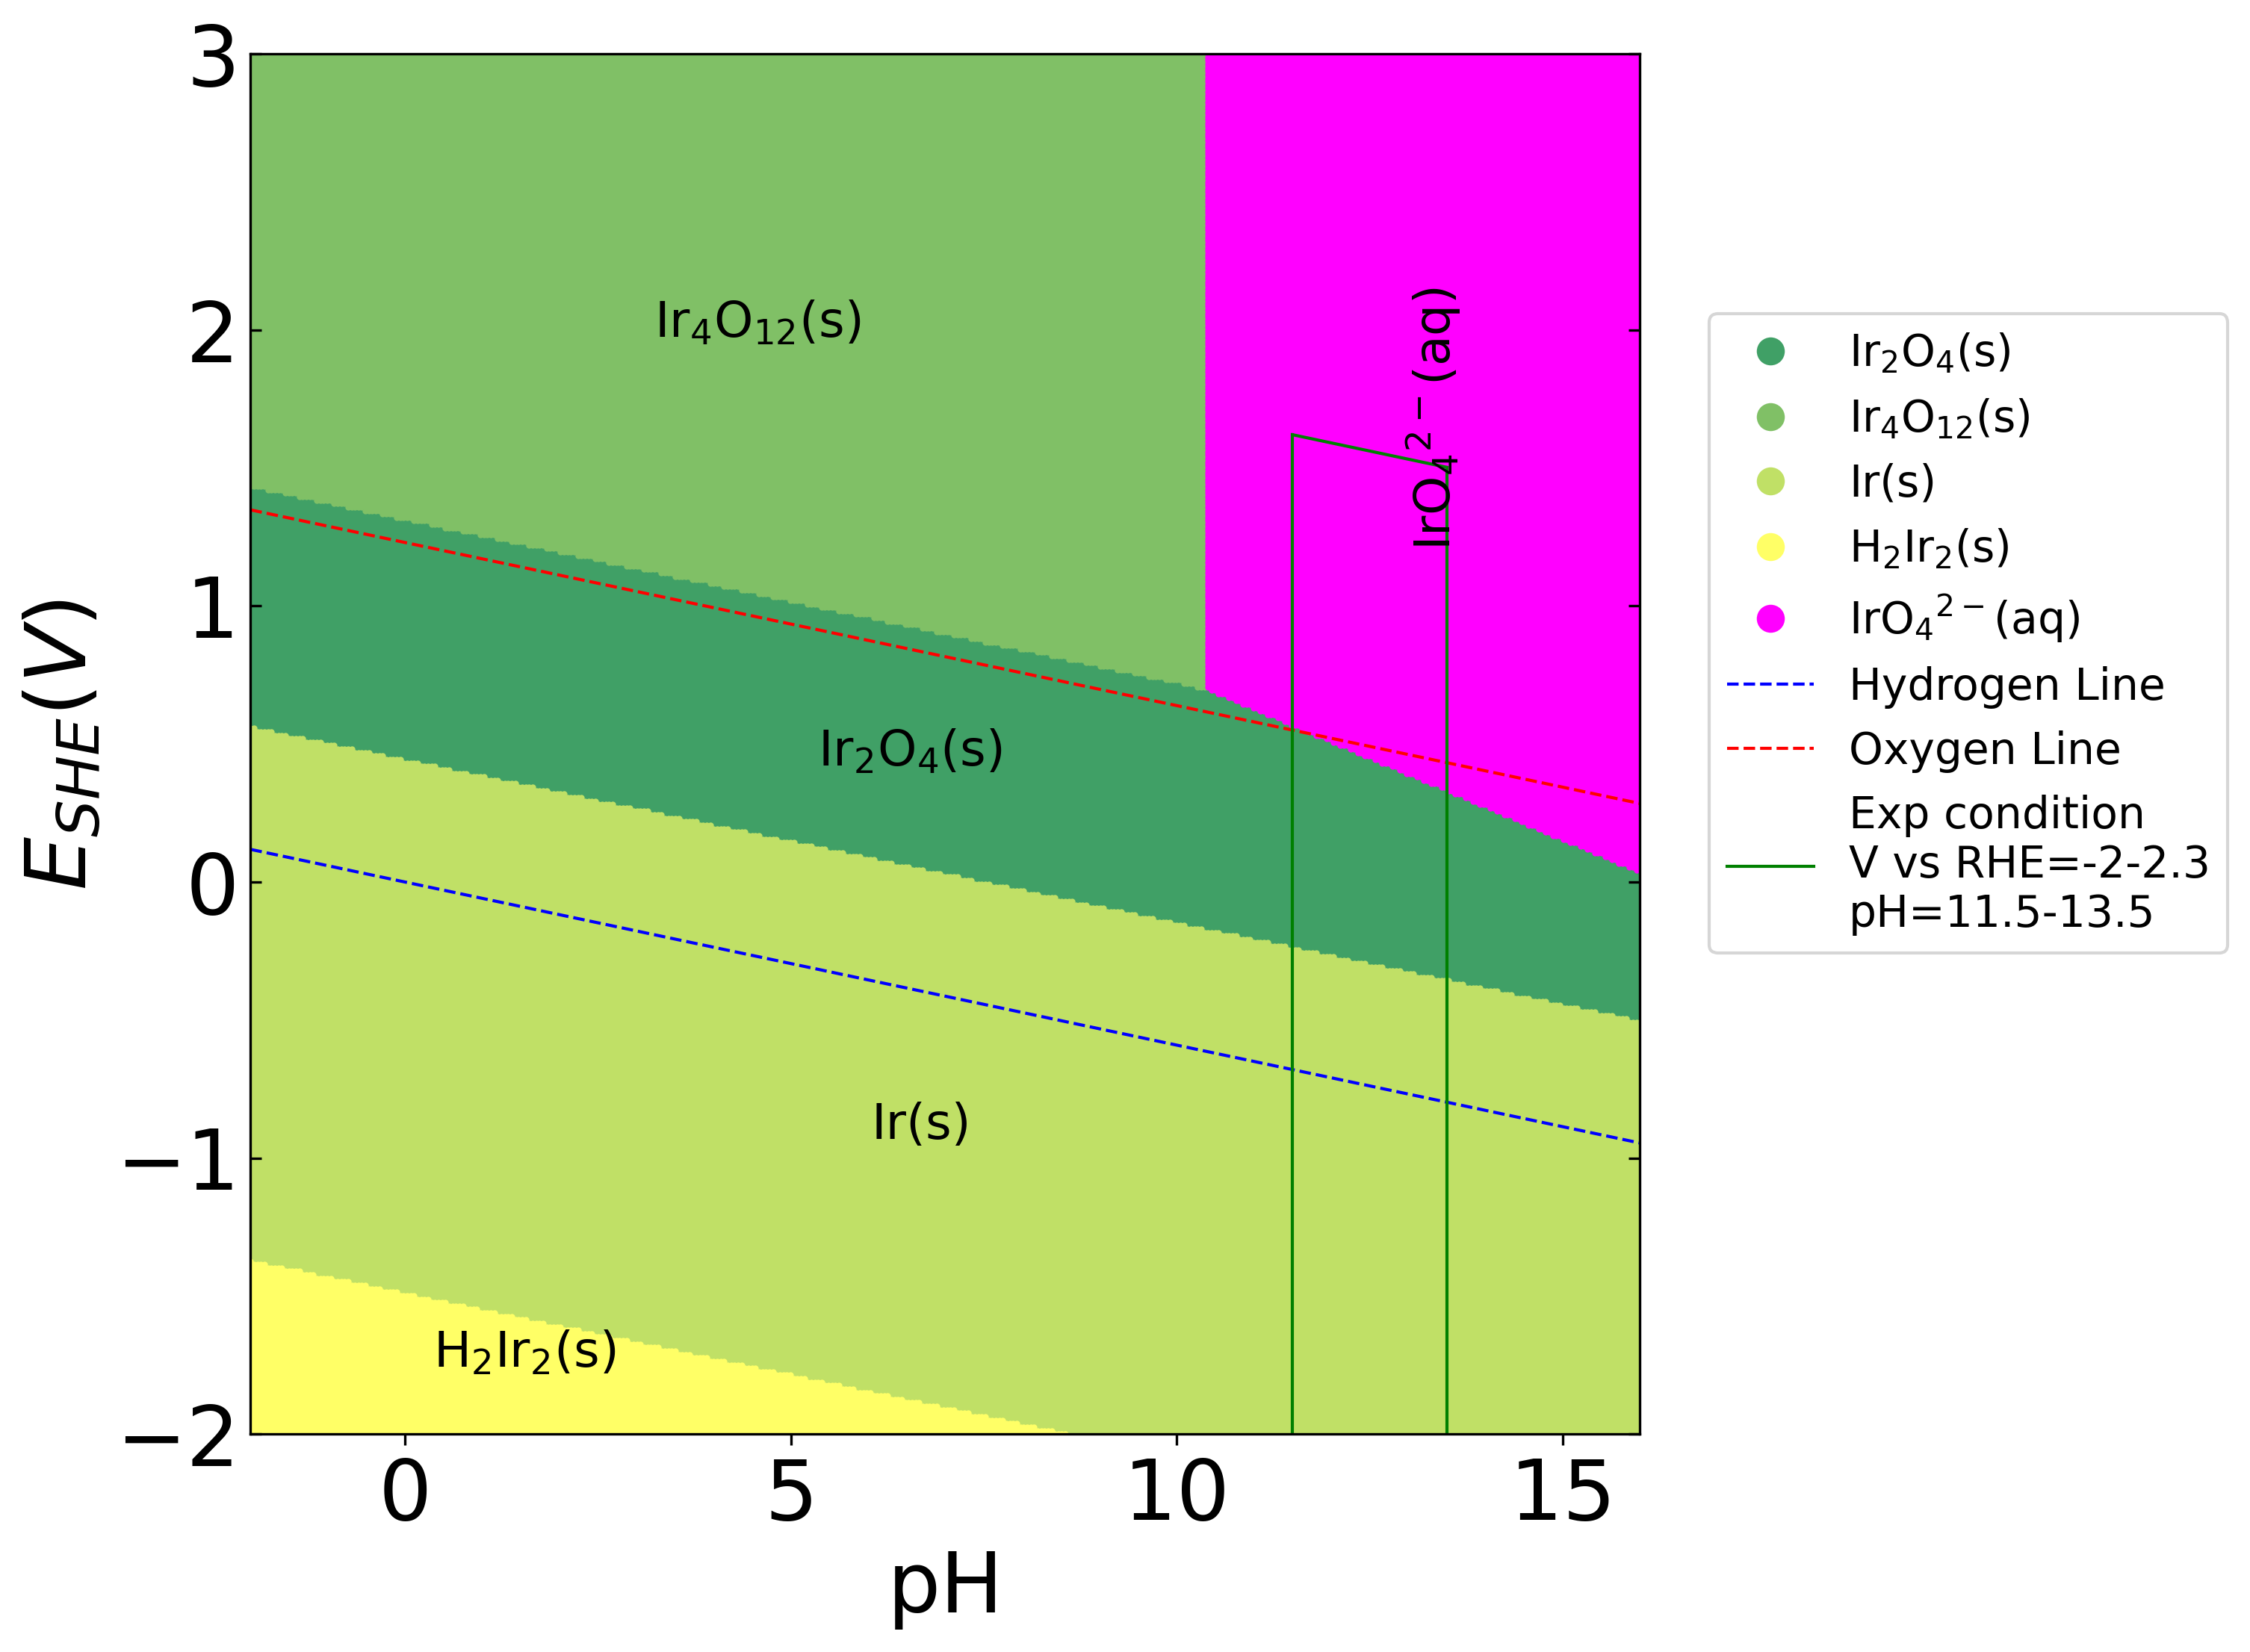 3
2
1
0
−1
−2
E_SHE(V)
0
5
10
15
pH
Ir₄O₁₂(s)
IrO₄²⁻(aq)
Ir₂O₄(s)
Ir(s)
H₂Ir₂(s)
Ir₂O₄(s)
Ir₄O₁₂(s)
Ir(s)
H₂Ir₂(s)
IrO₄²⁻(aq)
Hydrogen Line
Oxygen Line
Exp condition
V vs RHE=-2-2.3
pH=11.5-13.5